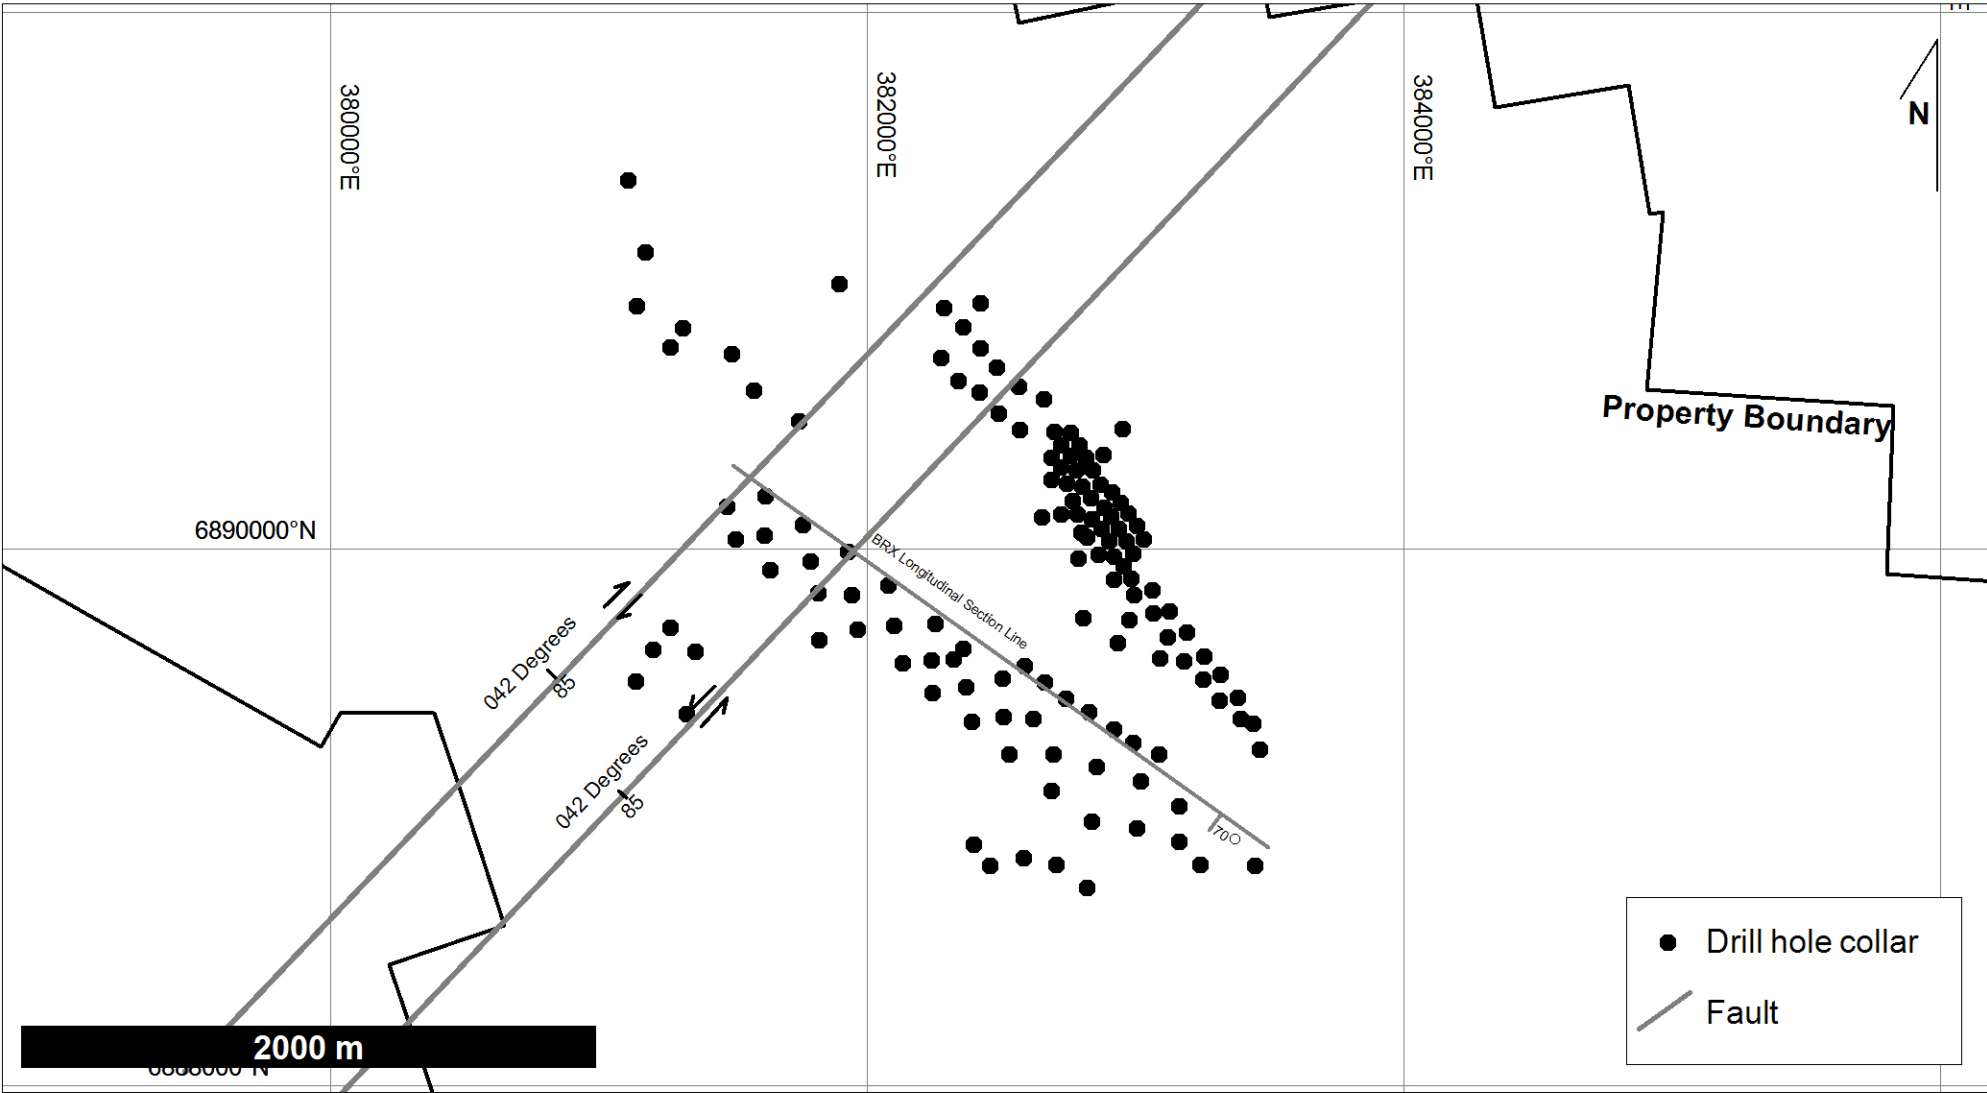 380000°E
382000°E
384000°E
N
Property Boundary
6890000°N
BRX Longitudinal Section Line
042 Degrees
85
042 Degrees
85
70
Drill hole collar
Fault
2000 m